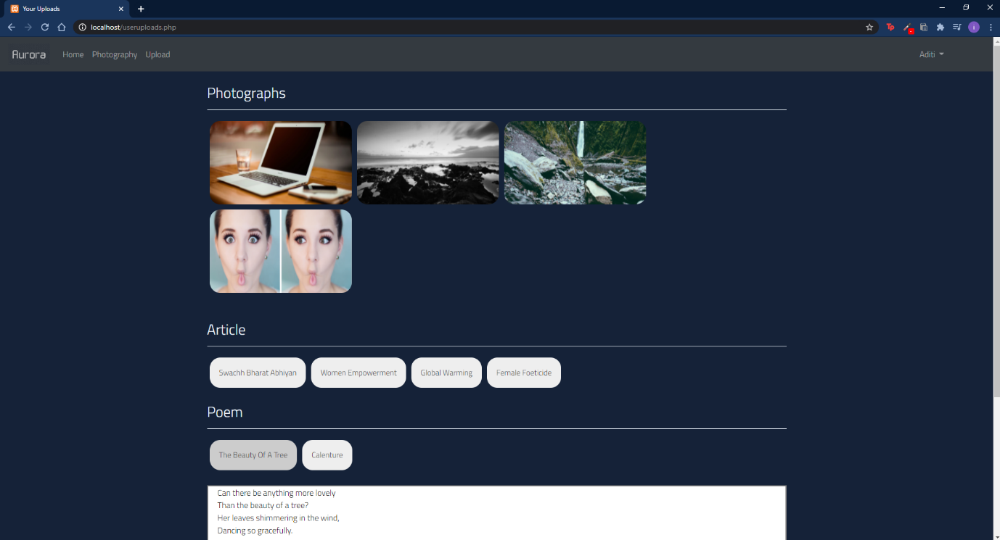 Your Uploads
localhost/useruploads.php
Aurora Home Photography Upload Aditi
Photographs
Article
Swachh Bharat Abhiyan Women Empowerment Global Warming Female Foeticide
Poem
The Beauty Of A Tree Calenture
Can there be anything more lovely
Than the beauty of a tree?
Her leaves shimmering in the wind,
Dancing so gracefully.